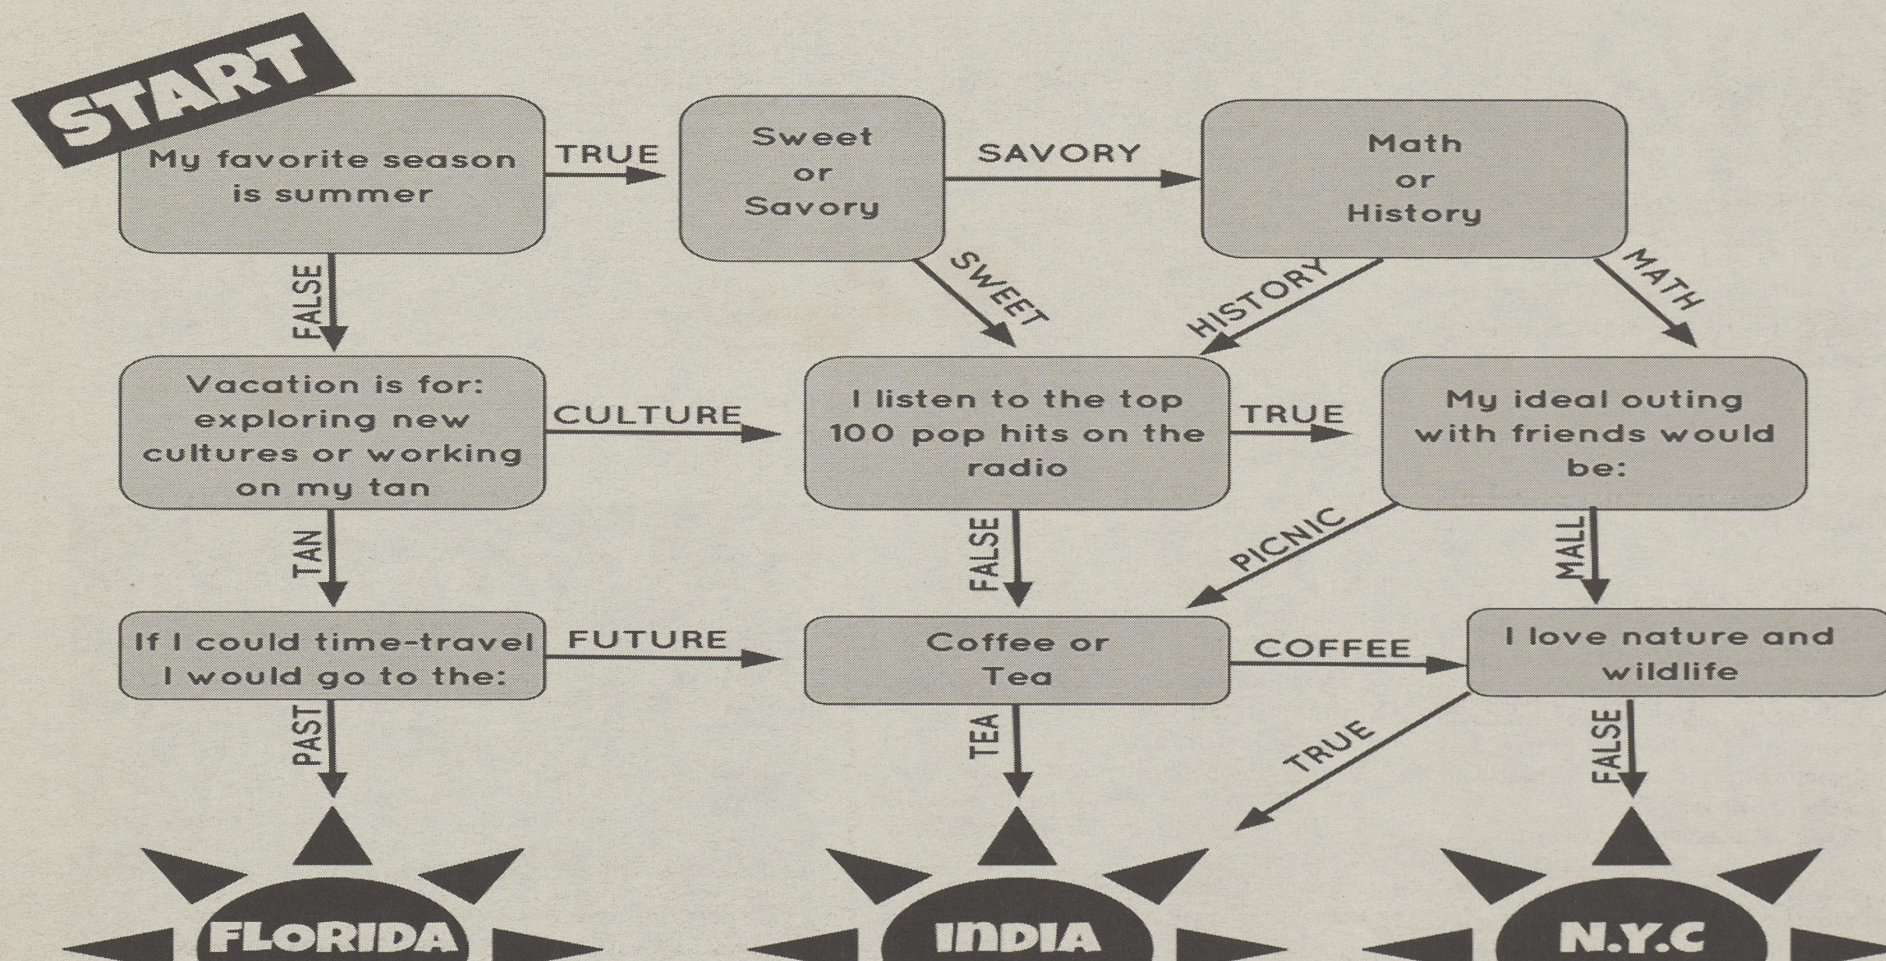 START
My favorite season
is summer
TRUE
Sweet
or
Savory
SAVORY
Math
or
History
FALSE
SWEET
HISTORY
MATH
Vacation is for:
exploring new
cultures or working
on my tan
CULTURE
I listen to the top
100 pop hits on the
radio
TRUE
My ideal outing
with friends would
be:
TAN
FALSE
PICNIC
MALL
If I could time-travel
I would go to the:
FUTURE
Coffee or
Tea
COFFEE
I love nature and
wildlife
PAST
TEA
TRUE
FALSE
FLORIDA
INDIA
N.Y.C